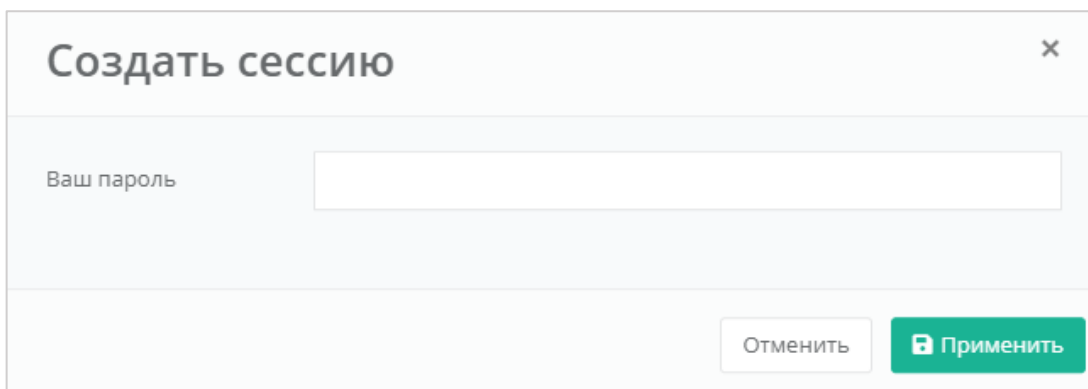 Создать сессию
Ваш пароль
Отменить
Применить